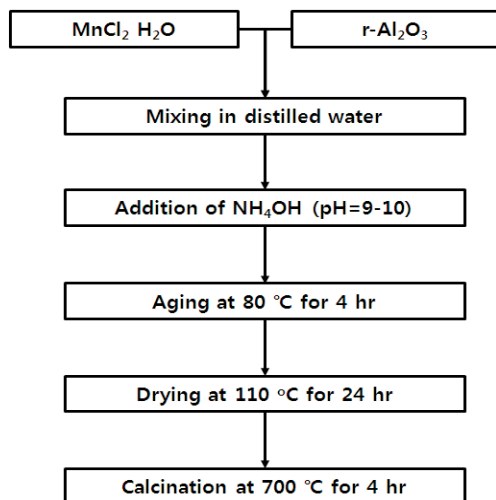 MnCl₂ H₂O
r-Al₂O₃
Mixing in distilled water
Addition of NH₄OH (pH=9-10)
Aging at 80 ℃ for 4 hr
Drying at 110 ºC for 24 hr
Calcination at 700 ℃ for 4 hr